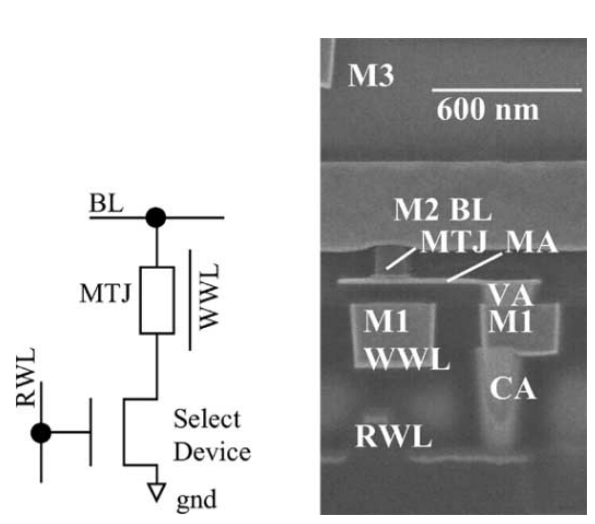 BL
MTJ
WWL
RWL
Select
Device
gnd
M3
600 nm
M2 BL
MTJ MA
VA
M1 M1
WWL
CA
RWL